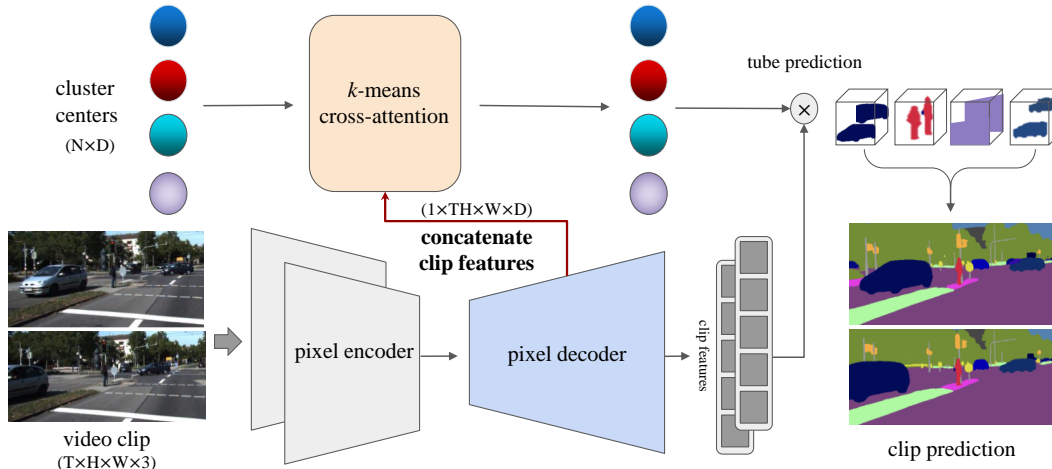 cluster
centers
(N×D)
k-means
cross-attention
tube prediction
×
(1×TH×W×D)
concatenate
clip features
pixel encoder
pixel decoder
clip features
video clip
(T×H×W×3)
clip prediction